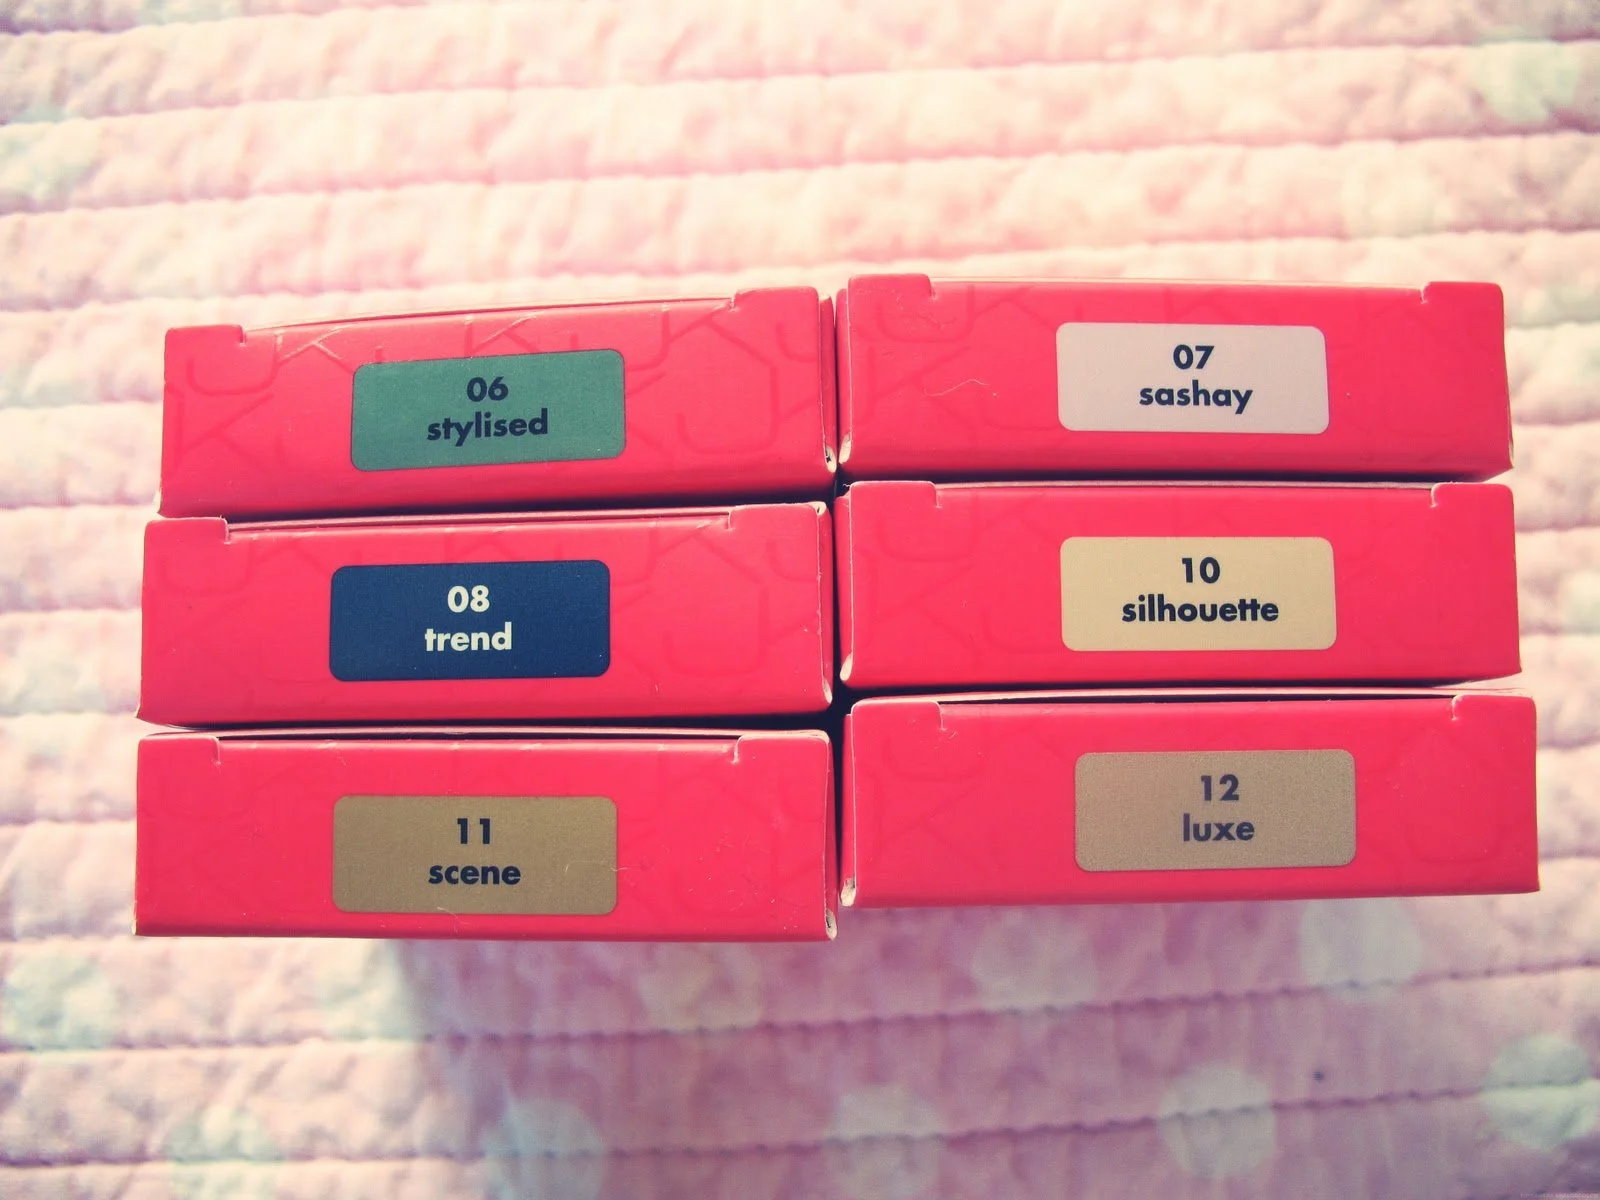 06
stylised
07
sashay
08
trend
10
silhouette
11
scene
12
luxe